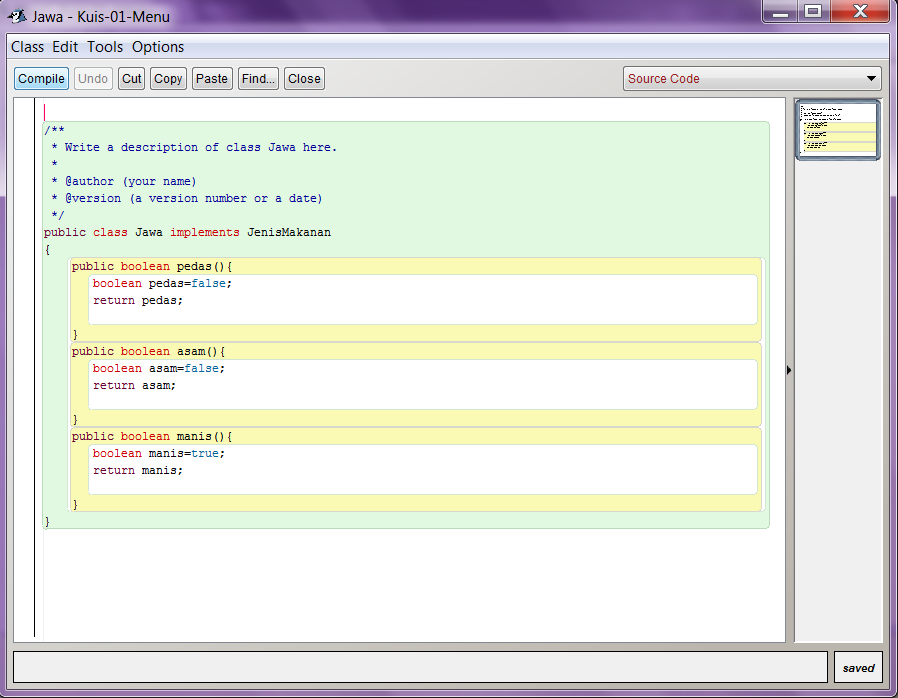 Jawa - Kuis-01-Menu
Class Edit Tools Options
Compile Undo Cut Copy Paste Find... Close Source Code
/**
 * Write a description of class Jawa here.
 *
 * @author (your name)
 * @version (a version number or a date)
 */
public class Jawa implements JenisMakanan
{
    public boolean pedas(){
       boolean pedas=false;
       return pedas;
    }
    public boolean asam(){
       boolean asam=false;
       return asam;
    }
    public boolean manis(){
       boolean manis=true;
       return manis;
    }
}
saved